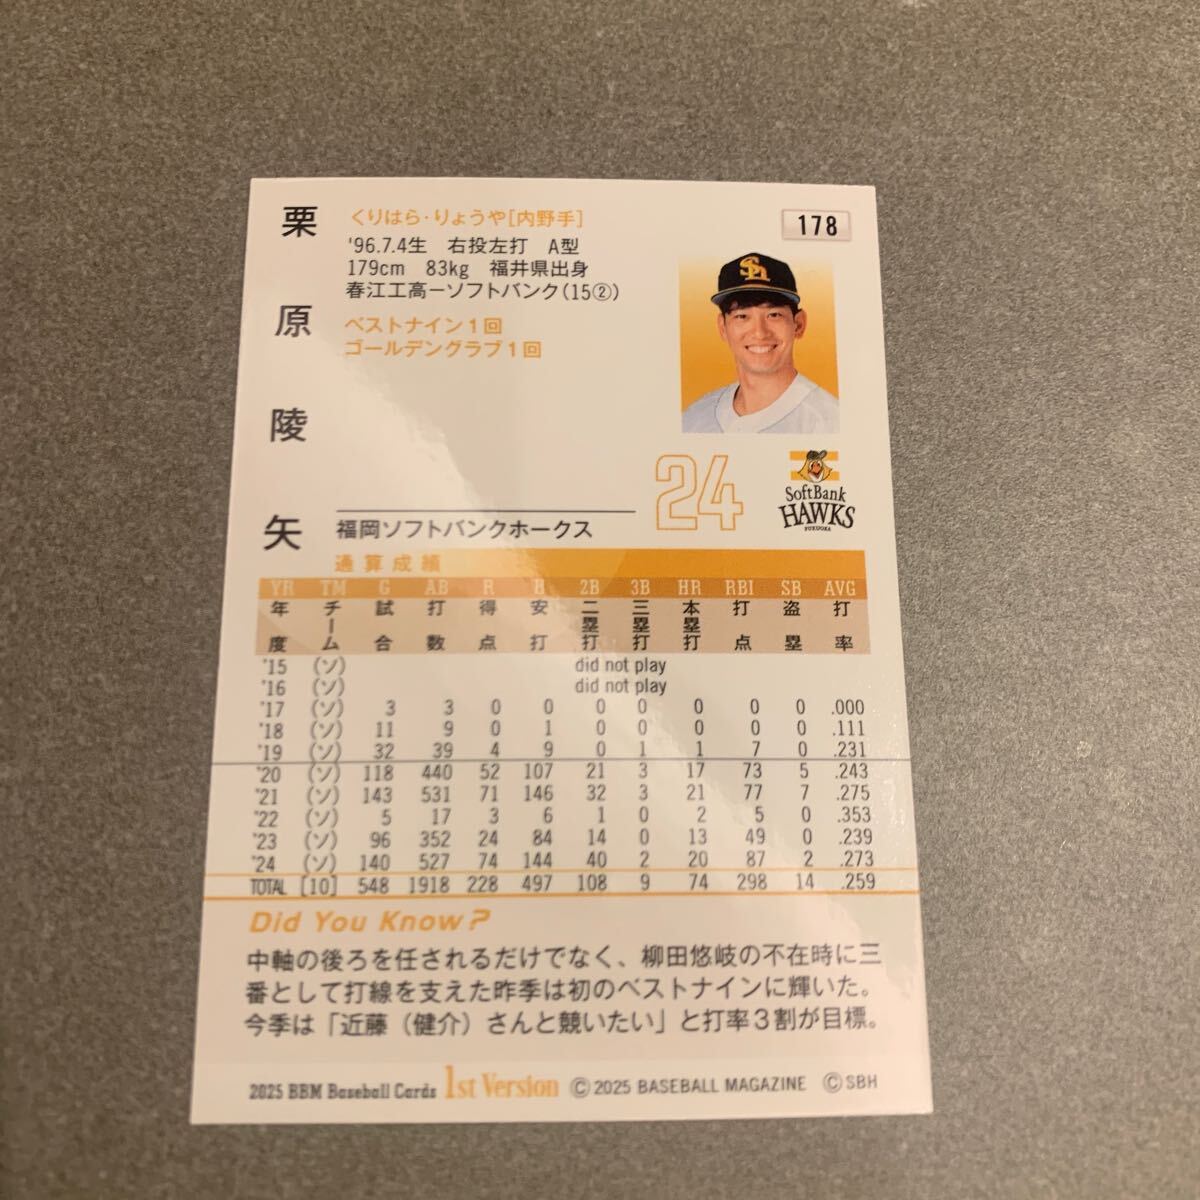 178
栗原陵矢
くりはら・りょうや[内野手]
'96.7.4生　右投左打　A型
179cm　83kg　福井県出身
春江工高ーソフトバンク(15②)
ベストナイン1回
ゴールデングラブ1回
Sh
24
SoftBank
HAWKS
FUKUOKA
福岡ソフトバンクホークス
通算成績
YR TM G AB R H 2B 3B HR RBI SB AVG
年度 チーム 試合 打数 得点 安打 二塁打 三塁打 本塁打 打点 盗塁 打率
'15 (ソ) did not play
'16 (ソ) did not play
'17 (ソ) 3 3 0 0 0 0 0 0 0 .000
'18 (ソ) 11 9 0 1 0 0 0 0 0 .111
'19 (ソ) 32 39 4 9 0 1 1 7 0 .231
'20 (ソ) 118 440 52 107 21 3 17 73 5 .243
'21 (ソ) 143 531 71 146 32 3 21 77 7 .275
'22 (ソ) 5 17 3 6 1 0 2 5 0 .353
'23 (ソ) 96 352 24 84 14 0 13 49 0 .239
'24 (ソ) 140 527 74 144 40 2 20 87 2 .273
TOTAL [10] 548 1918 228 497 108 9 74 298 14 .259
Did You Know?
中軸の後ろを任されるだけでなく、柳田悠岐の不在時に三
番として打線を支えた昨季は初のベストナインに輝いた。
今季は「近藤（健介）さんと競いたい」と打率3割が目標。
2025 BBM Baseball Cards 1st Version ©2025 BASEBALL MAGAZINE ©SBH